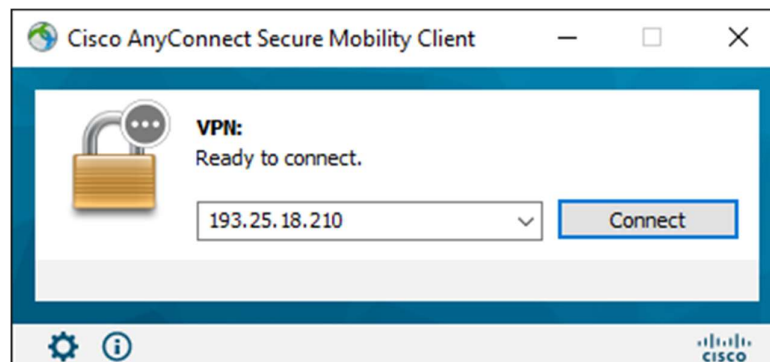 Cisco AnyConnect Secure Mobility Client
VPN:
Ready to connect.
193.25.18.210
Connect
cisco